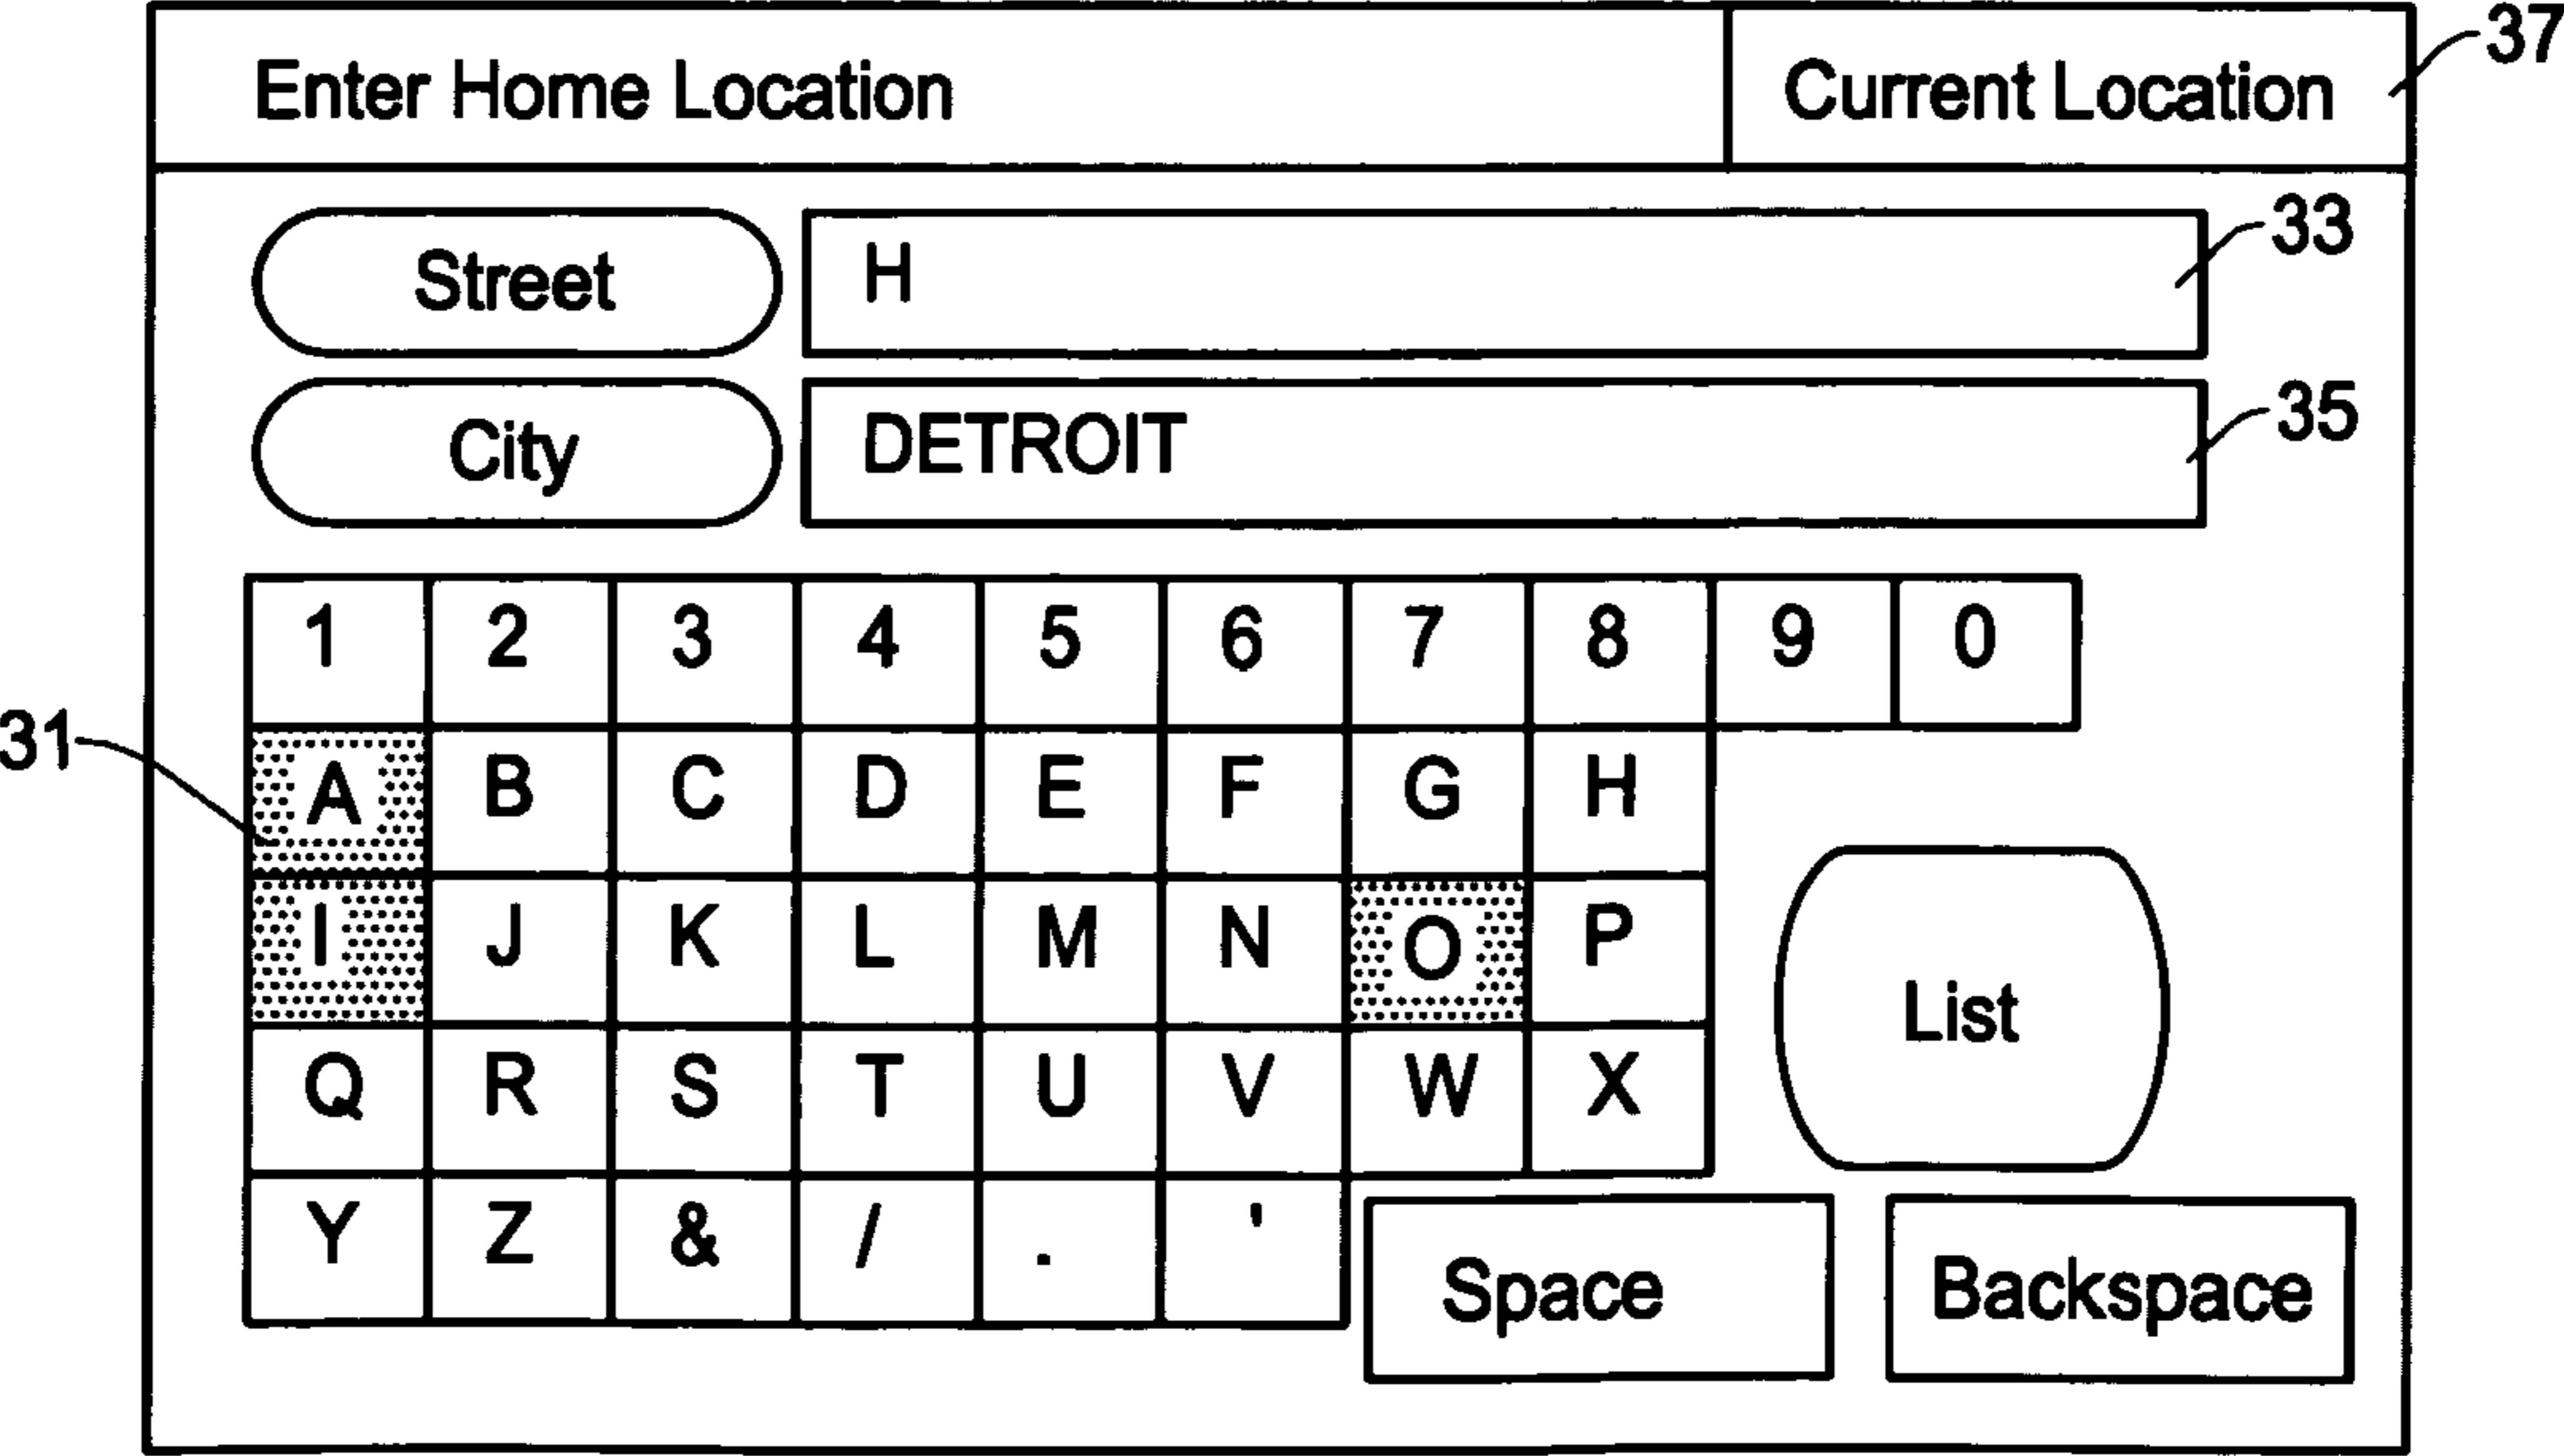 Enter Home Location Current Location 37
Street H 33
City DETROIT 35
1 2 3 4 5 6 7 8 9 0
31 A B C D E F G H
I J K L M N O P
List
Q R S T U V W X
Y Z & / . '
Space Backspace